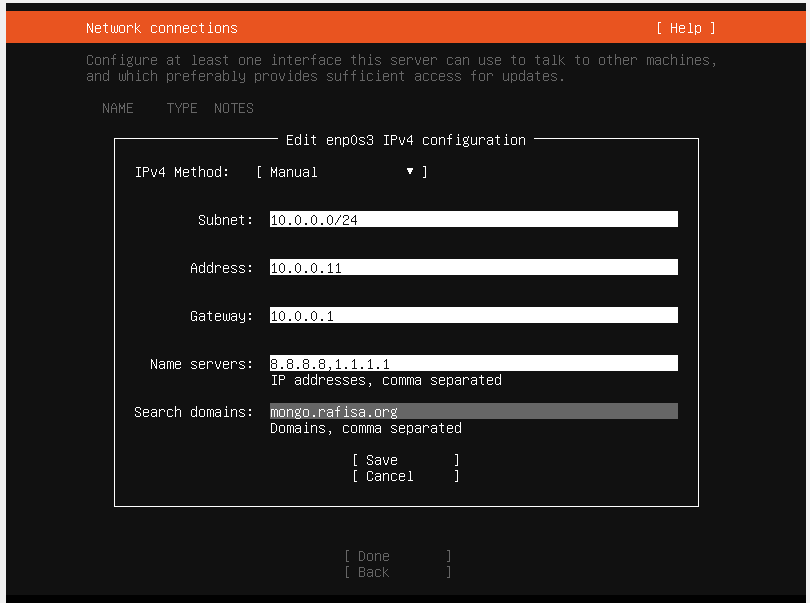 Network connections [ Help ]
Configure at least one interface this server can use to talk to other machines,
and which preferably provides sufficient access for updates.
NAME TYPE NOTES
Edit enp0s3 IPv4 configuration
IPv4 Method: [ Manual ▾ ]
Subnet: 10.0.0.0/24
Address: 10.0.0.11
Gateway: 10.0.0.1
Name servers: 8.8.8.8,1.1.1.1
IP addresses, comma separated
Search domains: mongo.rafisa.org
Domains, comma separated
[ Save ]
[ Cancel ]
[ Done ]
[ Back ]